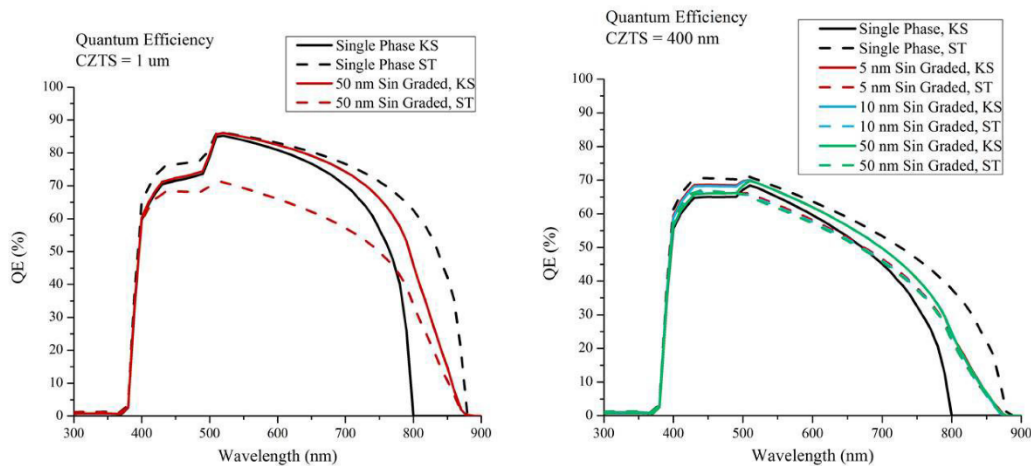 Quantum Efficiency
CZTS = 1 um
Single Phase KS
Single Phase ST
50 nm Sin Graded, KS
50 nm Sin Graded, ST
100
90
80
70
60
50
40
30
20
10
0
QE (%)
300 400 500 600 700 800 900
Wavelength (nm)
Quantum Efficiency
CZTS = 400 nm
Single Phase, KS
Single Phase, ST
5 nm Sin Graded, KS
5 nm Sin Graded, ST
10 nm Sin Graded, KS
10 nm Sin Graded, ST
50 nm Sin Graded, KS
50 nm Sin Graded, ST
100
90
80
70
60
50
40
30
20
10
0
QE (%)
300 400 500 600 700 800 900
Wavelength (nm)